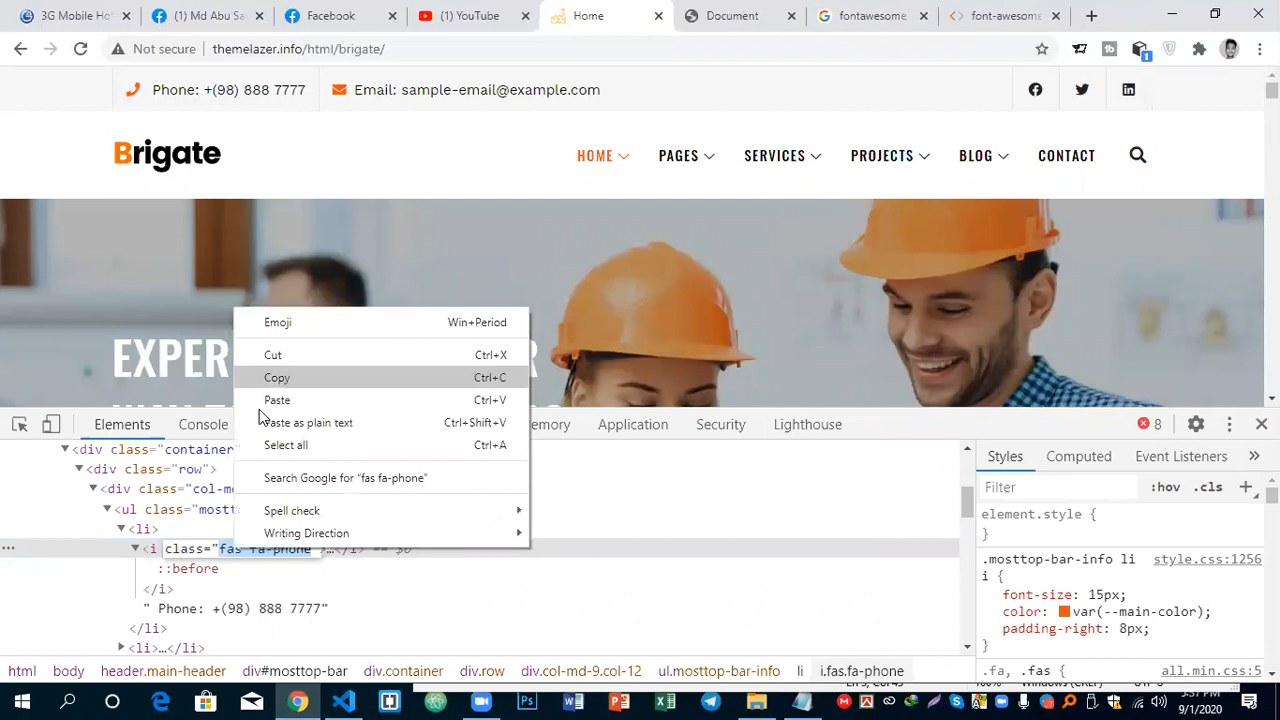 3G Mobile Hot
(1) Md Abu Sa
Facebook
(1) YouTube
Home
Document
fontawesome
font-awesome
Not secure themelazer.info/html/brigate/
1
Phone: +(98) 888 7777 Email: sample-email@example.com
Brigate
HOME PAGES SERVICES PROJECTS BLOG CONTACT
EXPER
Emoji Win+Period
Cut Ctrl+X
Copy Ctrl+C
Paste Ctrl+V
Paste as plain text Ctrl+Shift+V
Select all Ctrl+A
Search Google for “fas fa-phone”
Spell check
Writing Direction
Elements Console emory Application Security Lighthouse 8
<div class="container
<div class="row">
<div class="col-m
<ul class="mostt
<li>
<i class="fas fa-phone"
::before
</i>
" Phone: +(98) 888 7777"
</li>
<li>…</li>
Styles Computed Event Listeners
Filter :hov .cls
element.style {
}
.mosttop-bar-info li style.css:1256
i {
font-size: 15px;
color: var(--main-color);
padding-right: 8px;
}
.fa, .fas { all.min.css:5
html body header.main-header div#mosttop-bar div.container div.row div.col-md-9.col-12 ul.mosttop-bar-info li i.fas.fa-phone
9/1/2020